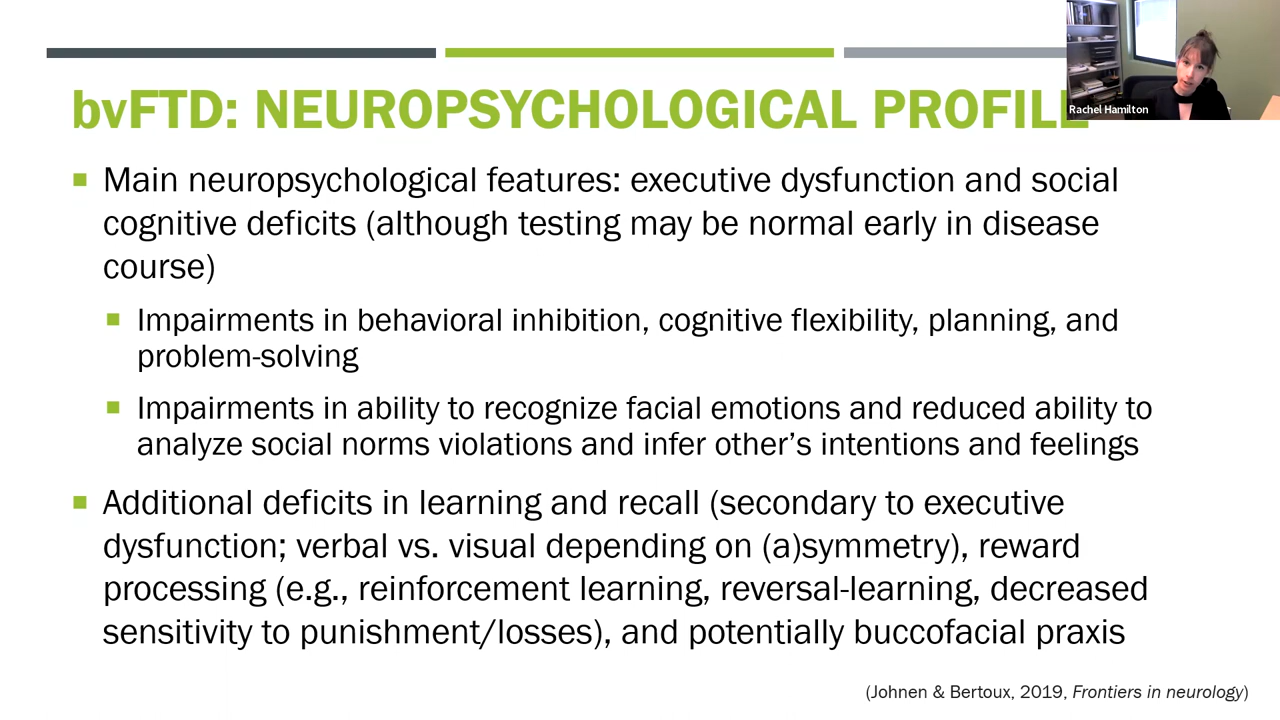 bvFTD: NEUROPSYCHOLOGICAL PROFILE
Rachel Hamilton
Main neuropsychological features: executive dysfunction and social
cognitive deficits (although testing may be normal early in disease
course)
Impairments in behavioral inhibition, cognitive flexibility, planning, and
problem-solving
Impairments in ability to recognize facial emotions and reduced ability to
analyze social norms violations and infer other’s intentions and feelings
Additional deficits in learning and recall (secondary to executive
dysfunction; verbal vs. visual depending on (a)symmetry), reward
processing (e.g., reinforcement learning, reversal-learning, decreased
sensitivity to punishment/losses), and potentially buccofacial praxis
(Johnen & Bertoux, 2019, Frontiers in neurology)